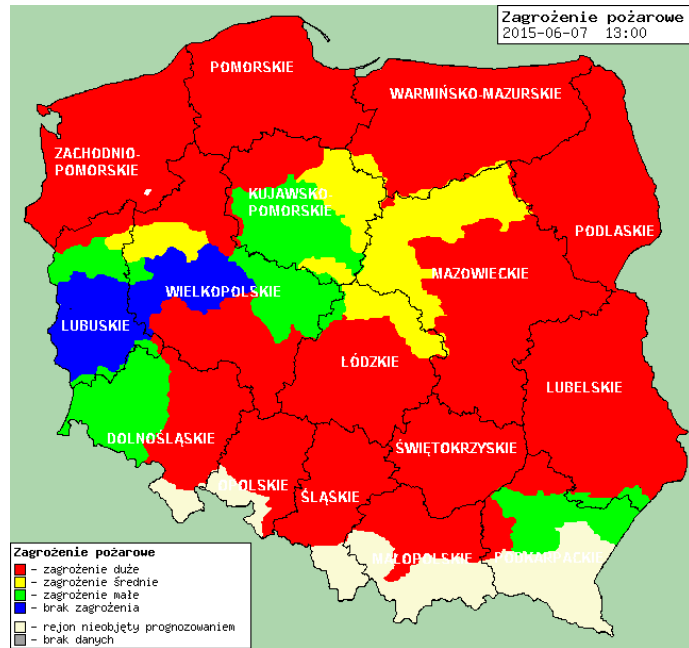 Zagrożenie pożarowe
2015-06-07 13:00
POMORSKIE
WARMIŃSKO-MAZURSKIE
ZACHODNIO-
POMORSKIE
KUJAWSKO-
POMORSKIE
PODLASKIE
MAZOWIECKIE
WIELKOPOLSKIE
LUBUSKIE
ŁÓDZKIE
LUBELSKIE
DOLNOŚLĄSKIE
ŚWIĘTOKRZYSKIE
OPOLSKIE
ŚLĄSKIE
MAŁOPOLSKIE
PODKARPACKIE
Zagrożenie pożarowe
- zagrożenie duże
- zagrożenie średnie
- zagrożenie małe
- brak zagrożenia
- rejon nieobjęty prognozowaniem
- brak danych